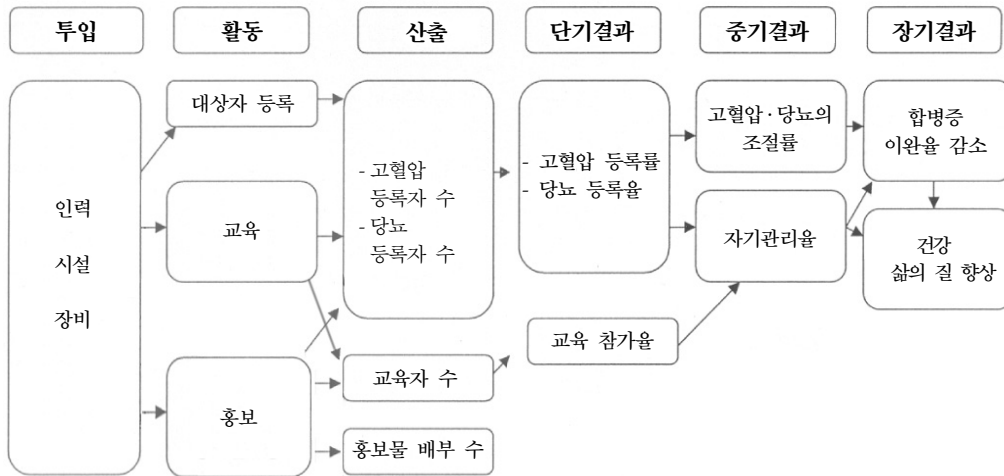 투입
활동
산출
단기결과
중기결과
장기결과
인력
시설
장비
대상자 등록
교육
홍보
- 고혈압
등록자 수
- 당뇨
등록자 수
교육자 수
홍보물 배부 수
- 고혈압 등록률
- 당뇨 등록율
교육 참가율
고혈압·당뇨의
조절률
자기관리율
합병증
이완율 감소
건강
삶의 질 향상